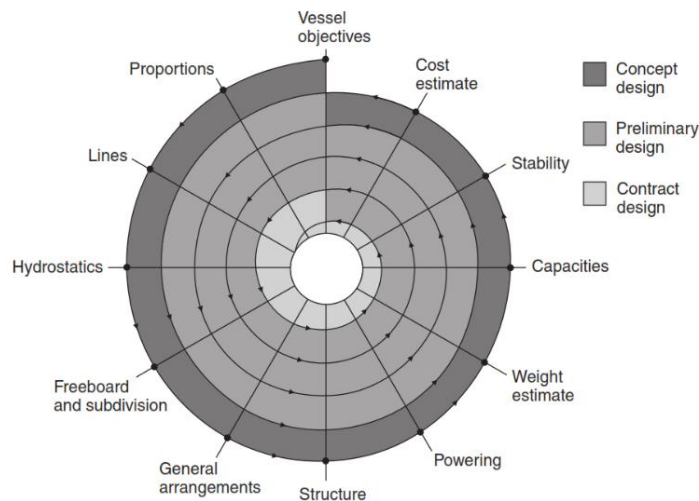 Vessel
objectives
Cost
estimate
Stability
Capacities
Weight
estimate
Powering
Structure
General
arrangements
Freeboard
and subdivision
Hydrostatics
Lines
Proportions
Concept
design
Preliminary
design
Contract
design